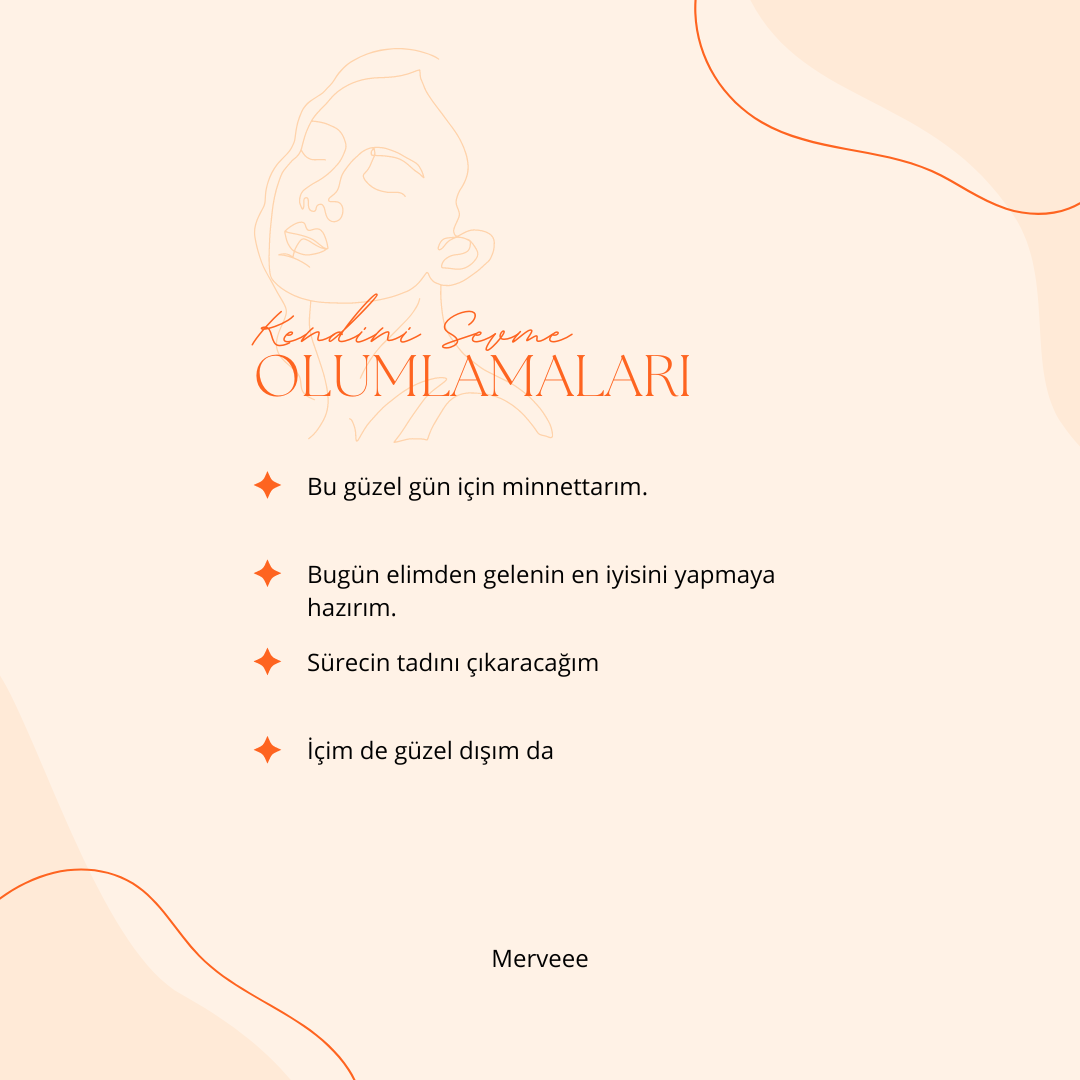 Kendini Sevme
OLUMLAMALARI
Bu güzel gün için minnettarım.
Bugün elimden gelenin en iyisini yapmaya
hazırım.
Sürecin tadını çıkaracağım
İçim de güzel dışım da
Merveee